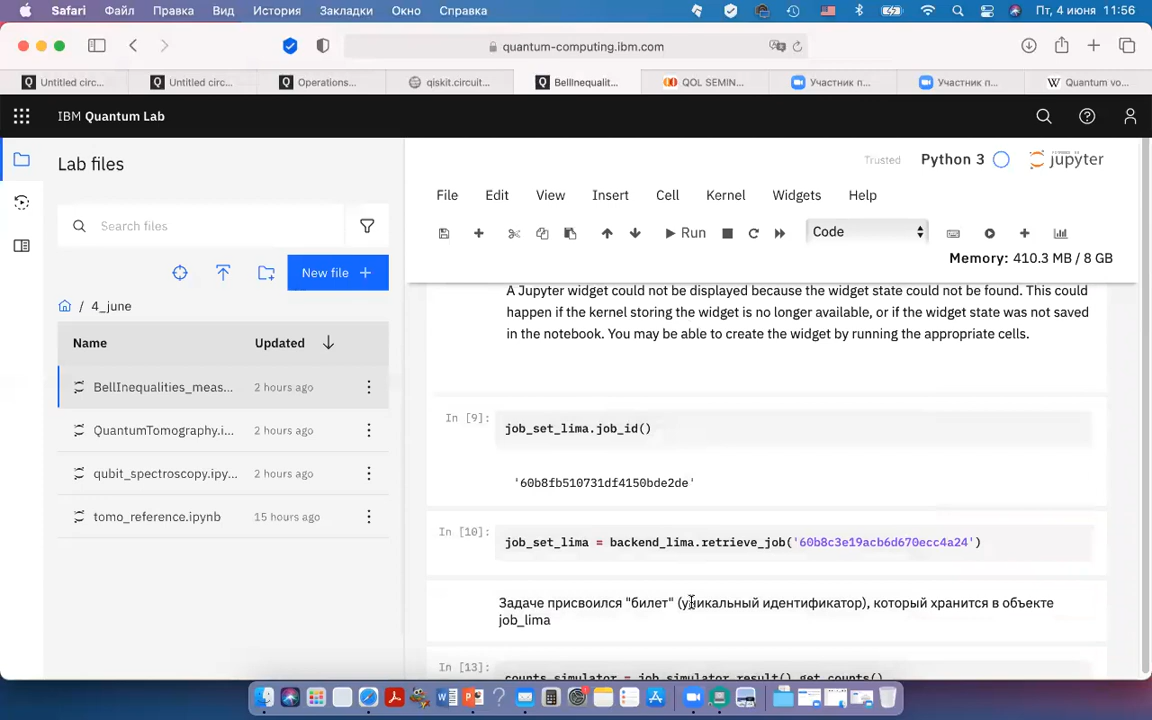 Safari Файл Правка Вид История Закладки Окно Справка Пт, 4 июня 11:56
quantum-computing.ibm.com
Untitled circ... Untitled circ... Operations... qiskit.circuit... BellInequalit... QOL SEMIN... Участник п... Участник п... Quantum vo...
IBM Quantum Lab
Lab files
Trusted Python 3 jupyter
File Edit View Insert Cell Kernel Widgets Help
Search files
Run Code
New file +
Memory: 410.3 MB / 8 GB
/ 4_june
Name Updated
BellInequalities_meas... 2 hours ago
QuantumTomography.i... 2 hours ago
qubit_spectroscopy.ipy... 2 hours ago
tomo_reference.ipynb 15 hours ago
A Jupyter widget could not be displayed because the widget state could not be found. This could
happen if the kernel storing the widget is no longer available, or if the widget state was not saved
in the notebook. You may be able to create the widget by running the appropriate cells.
In [9]: job_set_lima.job_id()
'60b8fb510731df4150bde2de'
In [10]: job_set_lima = backend_lima.retrieve_job('60b8c3e19acb6d670ecc4a24')
Задаче присвоился "билет" (уникальный идентификатор), который хранится в объекте
job_lima
In [13]: counts_simulator = job_simulator.result().get_counts()